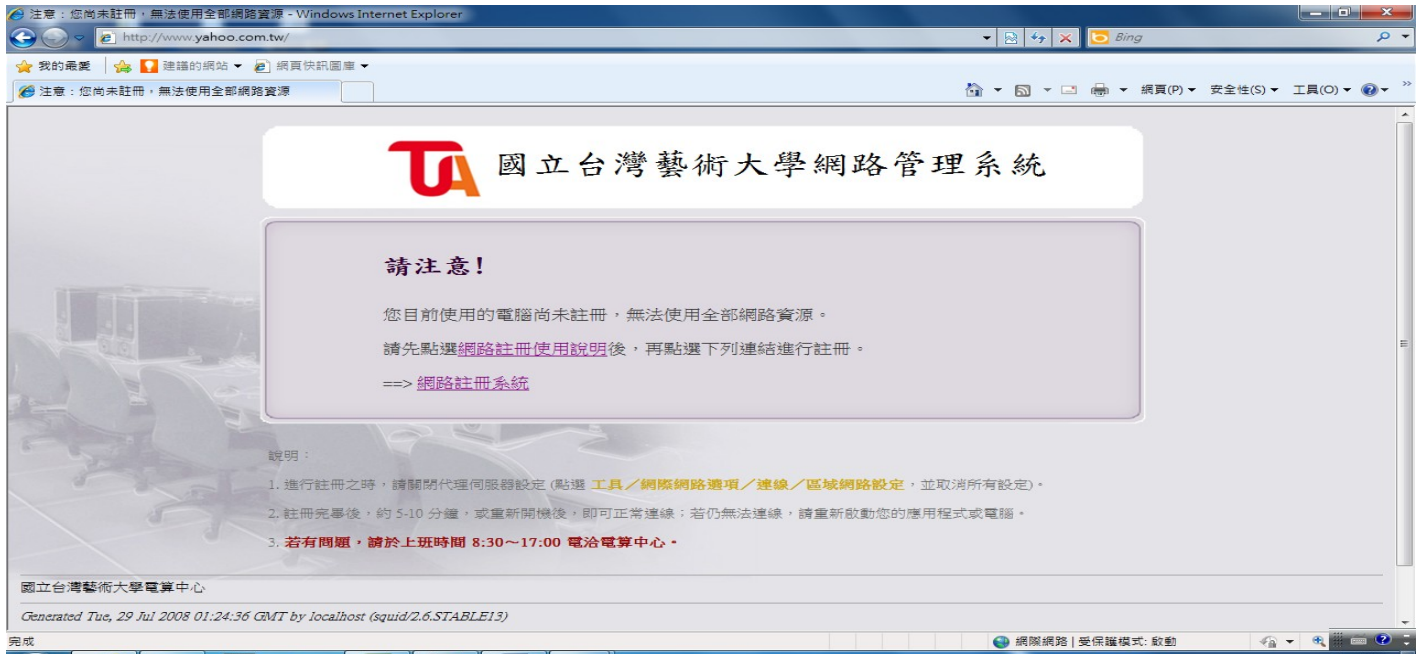 注意：您尚未註冊，無法使用全部網路資源 - Windows Internet Explorer
http://www.yahoo.com.tw/
Bing
我的最愛 建議的網站 網頁快訊圖庫
注意：您尚未註冊，無法使用全部網路資源
網頁(P) 安全性(S) 工具(O)
國立台灣藝術大學網路管理系統
請注意!
您目前使用的電腦尚未註冊，無法使用全部網路資源。
請先點選網路註冊使用說明後，再點選下列連結進行註冊。
==> 網路註冊系統
說明：
1. 進行註冊之時，請關閉代理伺服器設定 (點選 工具／網際網路選項／連線／區域網路設定，並取消所有設定)。
2. 註冊完畢後，約 5-10 分鐘，或重新開機後，即可正常連線；若仍無法連線，請重新啟動您的應用程式或電腦。
3. 若有問題，請於上班時間 8:30～17:00 電洽電算中心。
國立台灣藝術大學電算中心
Generated Tue, 29 Jul 2008 01:24:36 GMT by localhost (squid/2.6.STABLE13)
完成
網際網路 | 受保護模式: 啟動